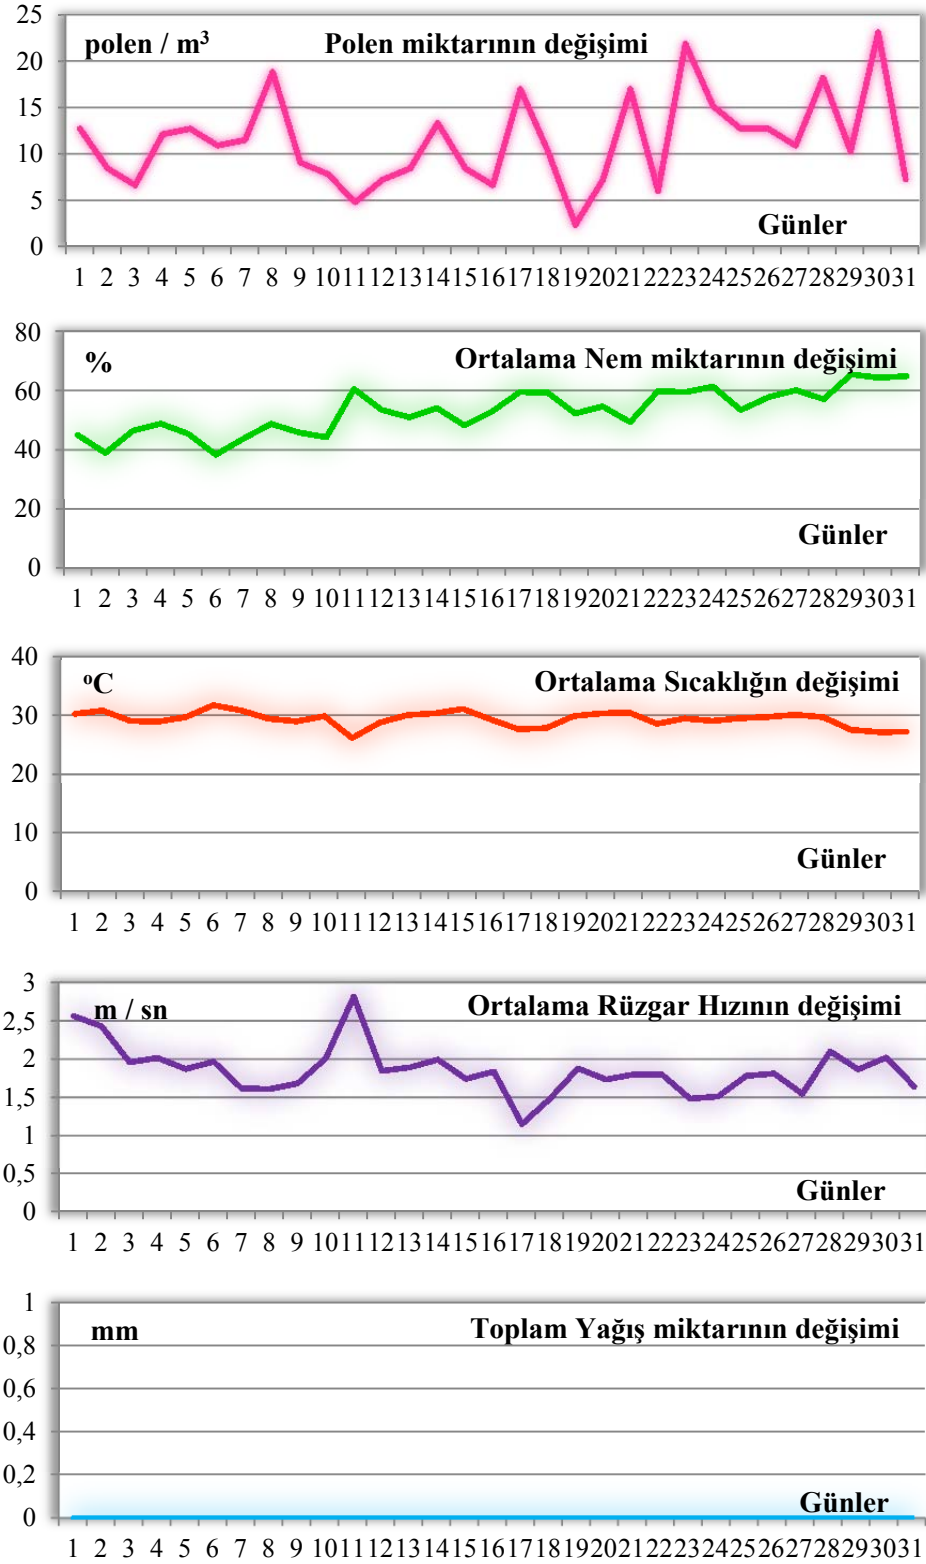 polen / m³ Polen miktarının değişimi
25
20
15
10
5
0
Günler
1 2 3 4 5 6 7 8 9 10 11 12 13 14 15 16 17 18 19 20 21 22 23 24 25 26 27 28 29 30 31
% Ortalama Nem miktarının değişimi
80
60
40
20
0
Günler
1 2 3 4 5 6 7 8 9 10 11 12 13 14 15 16 17 18 19 20 21 22 23 24 25 26 27 28 29 30 31
ºC Ortalama Sıcaklığın değişimi
40
30
20
10
0
Günler
1 2 3 4 5 6 7 8 9 10 11 12 13 14 15 16 17 18 19 20 21 22 23 24 25 26 27 28 29 30 31
m / sn Ortalama Rüzgar Hızının değişimi
3
2,5
2
1,5
1
0,5
0
Günler
1 2 3 4 5 6 7 8 9 10 11 12 13 14 15 16 17 18 19 20 21 22 23 24 25 26 27 28 29 30 31
mm Toplam Yağış miktarının değişimi
1
0,8
0,6
0,4
0,2
0
Günler
1 2 3 4 5 6 7 8 9 10 11 12 13 14 15 16 17 18 19 20 21 22 23 24 25 26 27 28 29 30 31